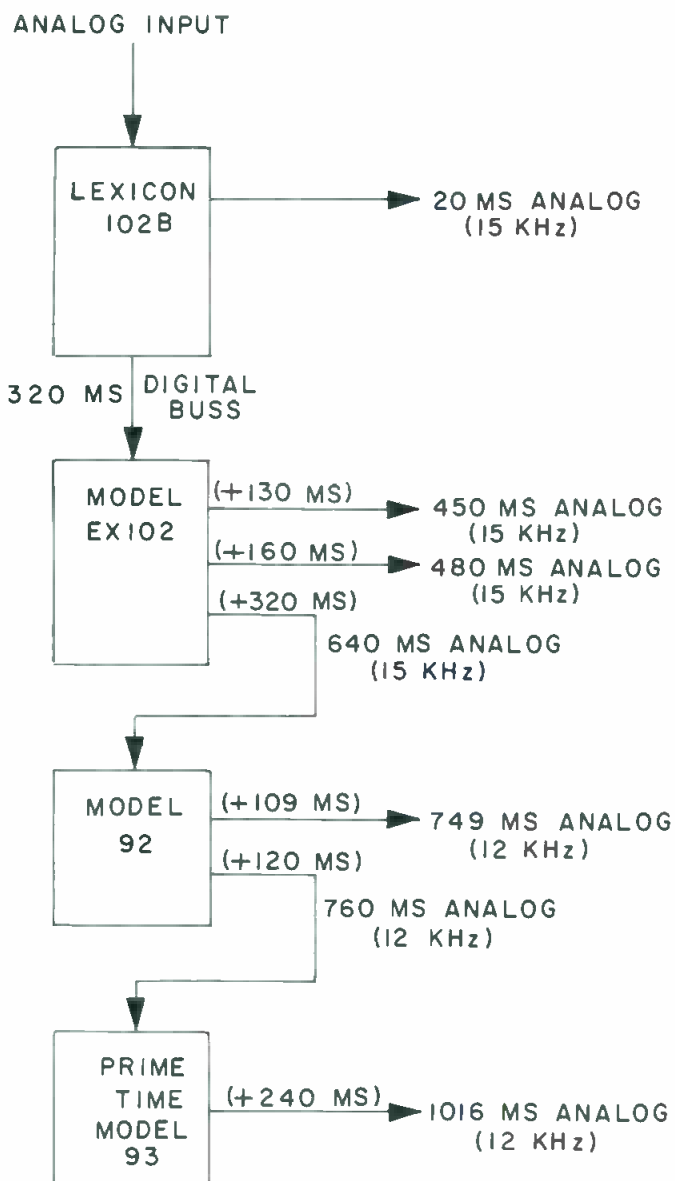 ANALOG INPUT
LEXICON
102B
20 MS ANALOG
(15 KHz)
320 MS
DIGITAL
BUSS
MODEL
EX102
(+130 MS)
450 MS ANALOG
(15 KHz)
(+160 MS)
480 MS ANALOG
(15 KHz)
(+320 MS)
640 MS ANALOG
(15 KHz)
MODEL
92
(+109 MS)
749 MS ANALOG
(12 KHz)
(+120 MS)
760 MS ANALOG
(12 KHz)
PRIME
TIME
MODEL
93
(+240 MS)
1016 MS ANALOG
(12 KHz)